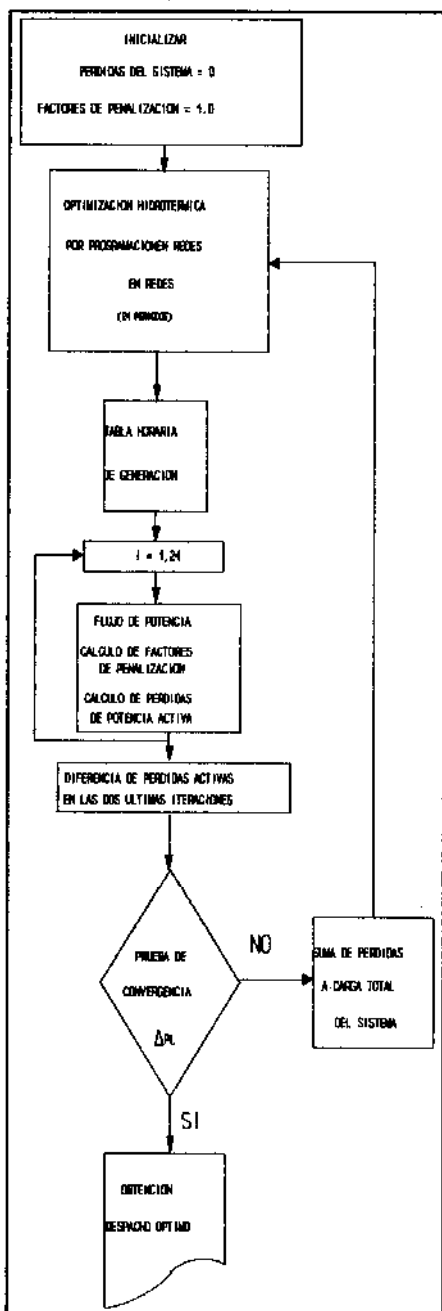 INICIALIZAR
PERDIDAS DEL SISTEMA = 0
FACTORES DE PENALIZACION = 1.0
OPTIMIZACION HIDROTERMICA
POR PROGRAMACIONEN REDES
EN REDES
(24 PERIODOS)
TABLA HORARIA
DE GENERACION
I = 1,24
FLUJO DE POTENCIA
CALCULO DE FACTORES
DE PENALIZACION
CALCULO DE PERDIDAS
DE POTENCIA ACTIVA
DIFERENCIA DE PERDIDAS ACTIVAS
EN LAS DOS ULTIMAS ITERACIONES
PRUEBA DE
CONVERGENCIA
ΔPL
NO
SUMA DE PERDIDAS
A CARGA TOTAL
DEL SISTEMA
SI
OBTENCION
DESPACHO OPTIMO